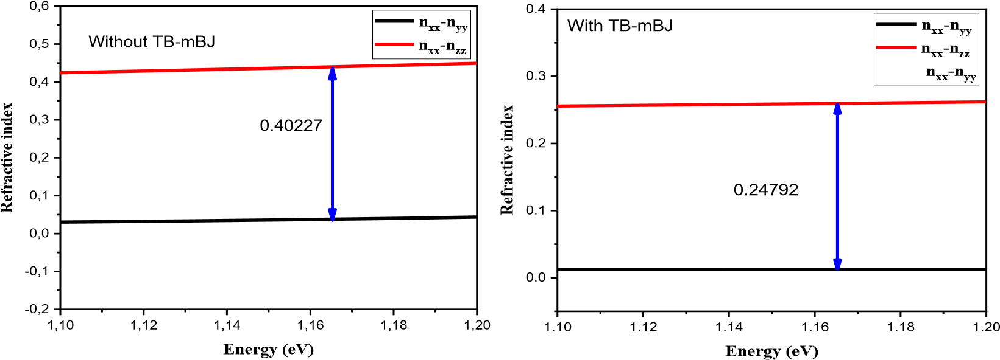 0,6
0,5
0,4
0,3
0,2
0,1
0,0
-0,1
-0,2
Refractive index
Without TB-mBJ
nxx-nyy
nxx-nzz
0.40227
1,10
1,12
1,14
1,16
1,18
1,20
Energy (eV)
0.4
0.3
0.2
0.1
0.0
Refractive index
With TB-mBJ
nxx-nyy
nxx-nzz
nxx-nyy
0.24792
1.10
1.12
1.14
1.16
1.18
1.20
Energy (eV)